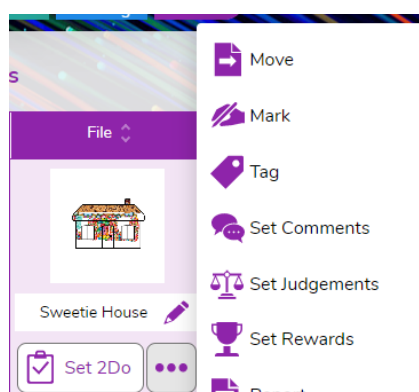 s
File
Sweetie House
Set 2Do
Move
Mark
Tag
Set Comments
Set Judgements
Set Rewards